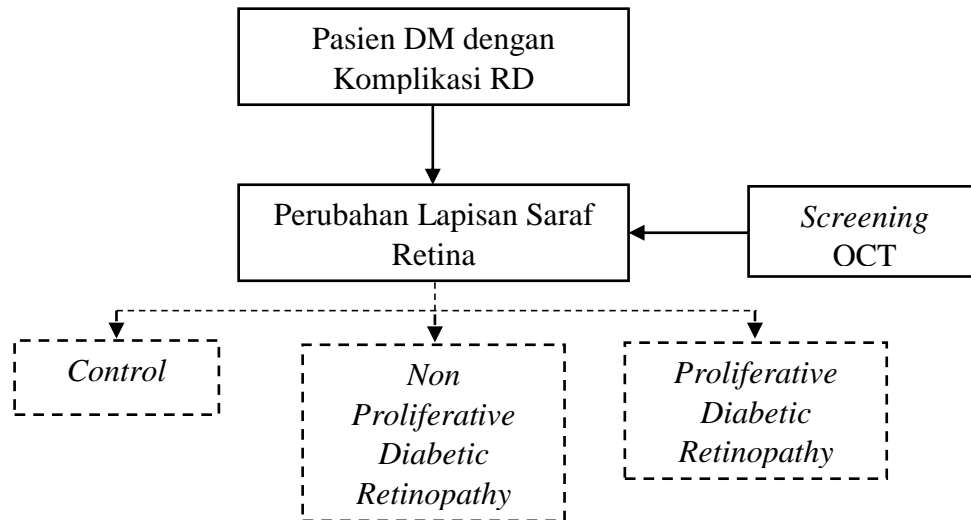 Pasien DM dengan
Komplikasi RD
Perubahan Lapisan Saraf
Retina
Screening
OCT
Control
Non
Proliferative
Diabetic
Retinopathy
Proliferative
Diabetic
Retinopathy